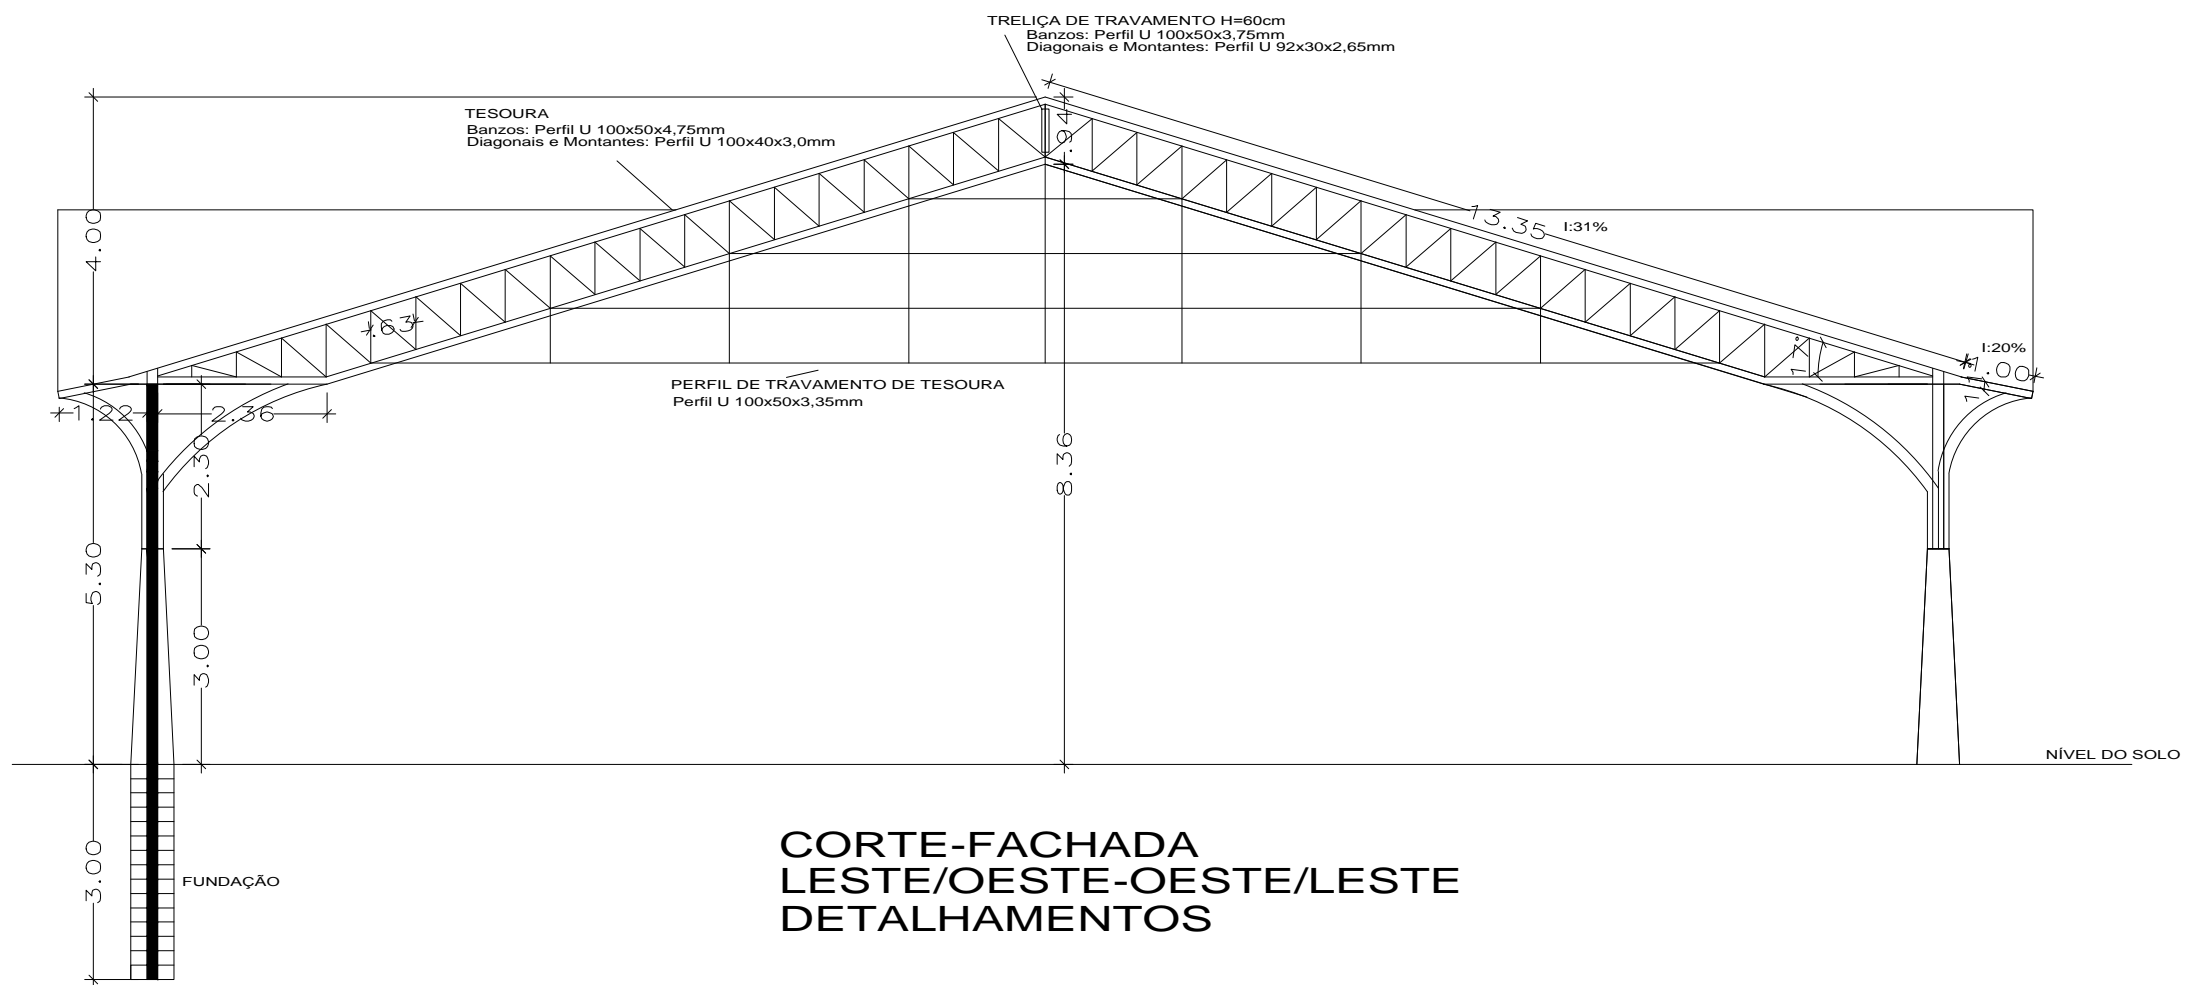 TRELIÇA DE TRAVAMENTO H=60cm
Banzos: Perfil U 100x50x3,75mm
Diagonais e Montantes: Perfil U 92x30x2,65mm
TESOURA
Banzos: Perfil U 100x50x4,75mm
Diagonais e Montantes: Perfil U 100x40x3,0mm
.94
4.00
13.35
I:31%
.63
17°
I:20%
1.00
PERFIL DE TRAVAMENTO DE TESOURA
Perfil U 100x50x3,35mm
1.22
2.36
2.30
8.36
5.30
3.00
NÍVEL DO SOLO
3.00
FUNDAÇÃO
CORTE-FACHADA
LESTE/OESTE-OESTE/LESTE
DETALHAMENTOS